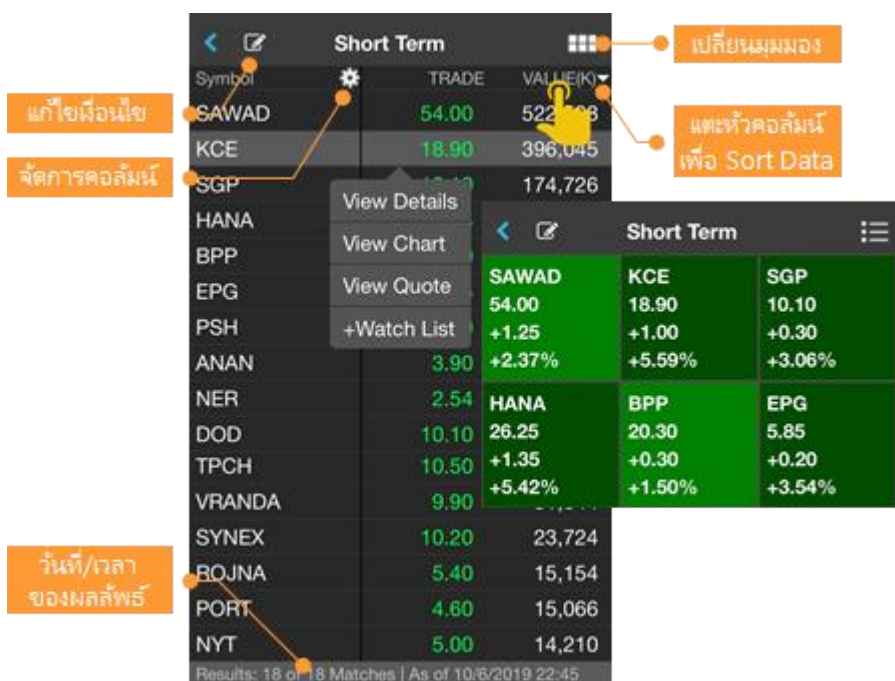 Short Term
เปลี่ยนมุมมอง
Symbol TRADE VALUE(K)
แก้ไขเงื่อนไข
SAWAD 54.00
แตะหัวคอลัมน์
เพื่อ Sort Data
KCE 18.90 396,045
จัดการคอลัมน์
SGP 174,726
View Details
HANA
View Chart
BPP
View Quote
EPG
+Watch List
PSH
ANAN 3.90
NER 2.54
DOD 10.10
TPCH 10.50
VRANDA 9.90
SYNEX 10.20 23,724
วันที่/เวลา
ของผลลัพธ์
ROJNA 5.40 15,154
PORT 4.60 15,066
NYT 5.00 14,210
Results: 18 of 18 Matches | As of 10/6/2019 22:45
Short Term
SAWAD KCE SGP
54.00 18.90 10.10
+1.25 +1.00 +0.30
+2.37% +5.59% +3.06%
HANA BPP EPG
26.25 20.30 5.85
+1.35 +0.30 +0.20
+5.42% +1.50% +3.54%